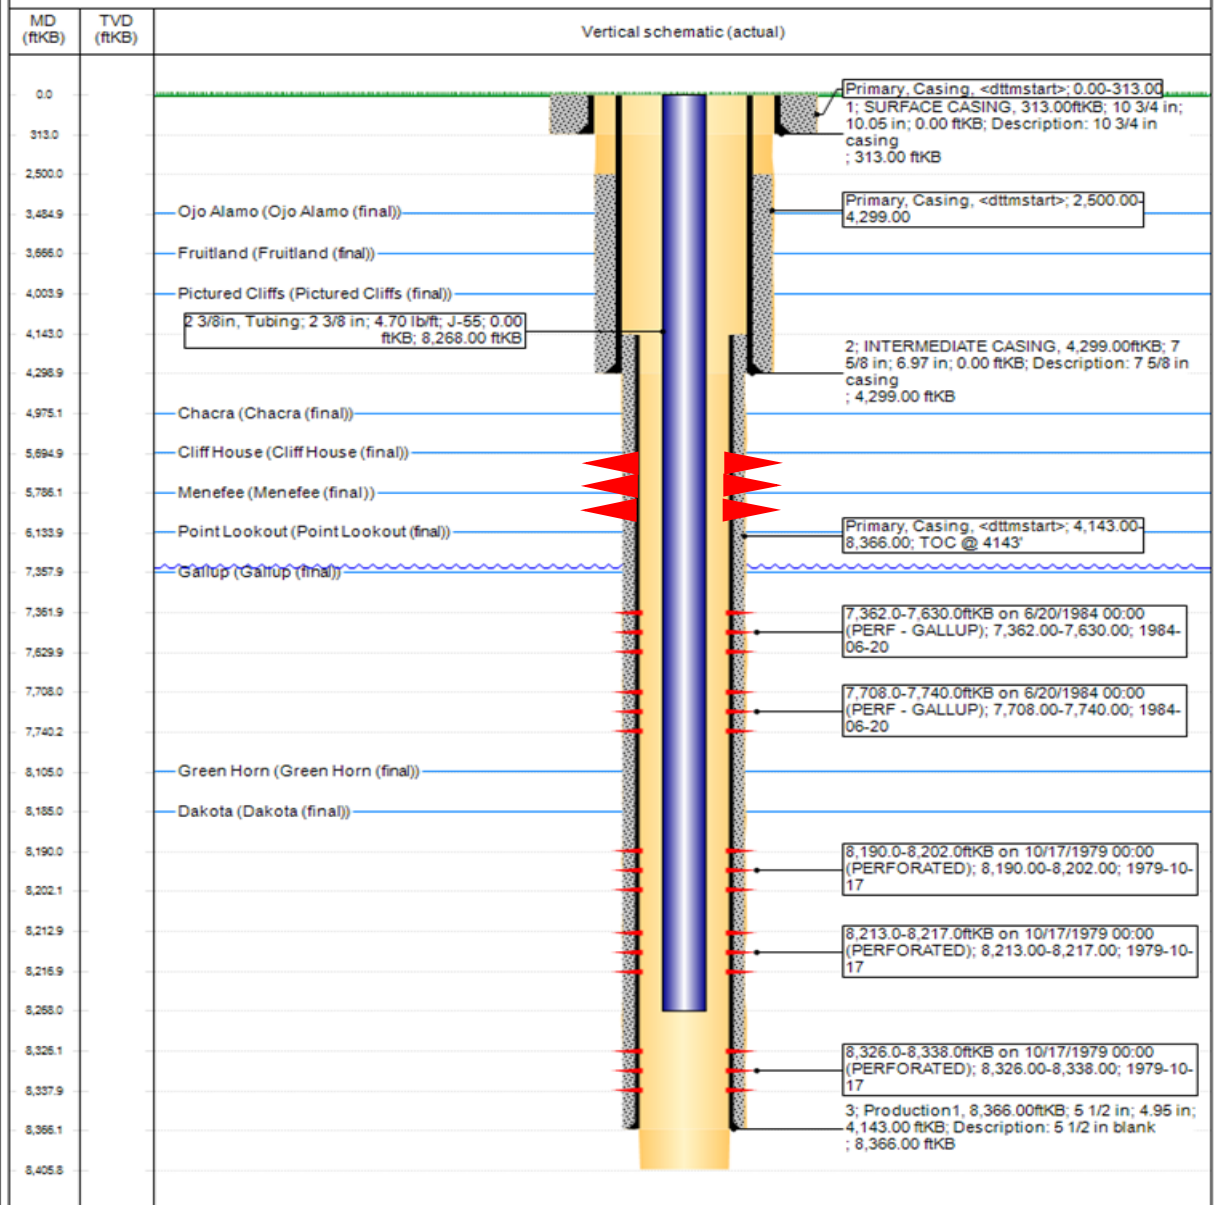 MD
(ftKB)
TVD
(ftKB)
Vertical schematic (actual)
0.0
313.0
2,500.0
3,484.9
3,666.0
4,003.9
4,143.0
4,298.9
4,975.1
5,694.9
5,786.1
6,133.9
7,357.9
7,361.9
7,629.9
7,708.0
7,740.2
8,105.0
8,185.0
8,190.0
8,202.1
8,212.9
8,216.9
8,268.0
8,326.1
8,337.9
8,366.1
8,405.8
Ojo Alamo (Ojo Alamo (final))
Fruitland (Fruitland (final))
Pictured Cliffs (Pictured Cliffs (final))
2 3/8in, Tubing; 2 3/8 in; 4.70 lb/ft; J-55; 0.00
ftKB; 8,268.00 ftKB
Chacra (Chacra (final))
Cliff House (Cliff House (final))
Menefee (Menefee (final))
Point Lookout (Point Lookout (final))
Gallup (Gallup (final))
Green Horn (Green Horn (final))
Dakota (Dakota (final))
Primary, Casing, <dttmstart>; 0.00-313.00
1; SURFACE CASING, 313.00ftKB; 10 3/4 in;
10.05 in; 0.00 ftKB; Description: 10 3/4 in
casing
; 313.00 ftKB
Primary, Casing, <dttmstart>; 2,500.00-
4,299.00
2; INTERMEDIATE CASING, 4,299.00ftKB; 7
5/8 in; 6.97 in; 0.00 ftKB; Description: 7 5/8 in
casing
; 4,299.00 ftKB
Primary, Casing, <dttmstart>; 4,143.00-
8,366.00; TOC @ 4143'
7,362.0-7,630.0ftKB on 6/20/1984 00:00
(PERF - GALLUP); 7,362.00-7,630.00; 1984-
06-20
7,708.0-7,740.0ftKB on 6/20/1984 00:00
(PERF - GALLUP); 7,708.00-7,740.00; 1984-
06-20
8,190.0-8,202.0ftKB on 10/17/1979 00:00
(PERFORATED); 8,190.00-8,202.00; 1979-10-
17
8,213.0-8,217.0ftKB on 10/17/1979 00:00
(PERFORATED); 8,213.00-8,217.00; 1979-10-
17
8,326.0-8,338.0ftKB on 10/17/1979 00:00
(PERFORATED); 8,326.00-8,338.00; 1979-10-
17
3; Production1, 8,366.00ftKB; 5 1/2 in; 4.95 in;
4,143.00 ftKB; Description: 5 1/2 in blank
; 8,366.00 ftKB